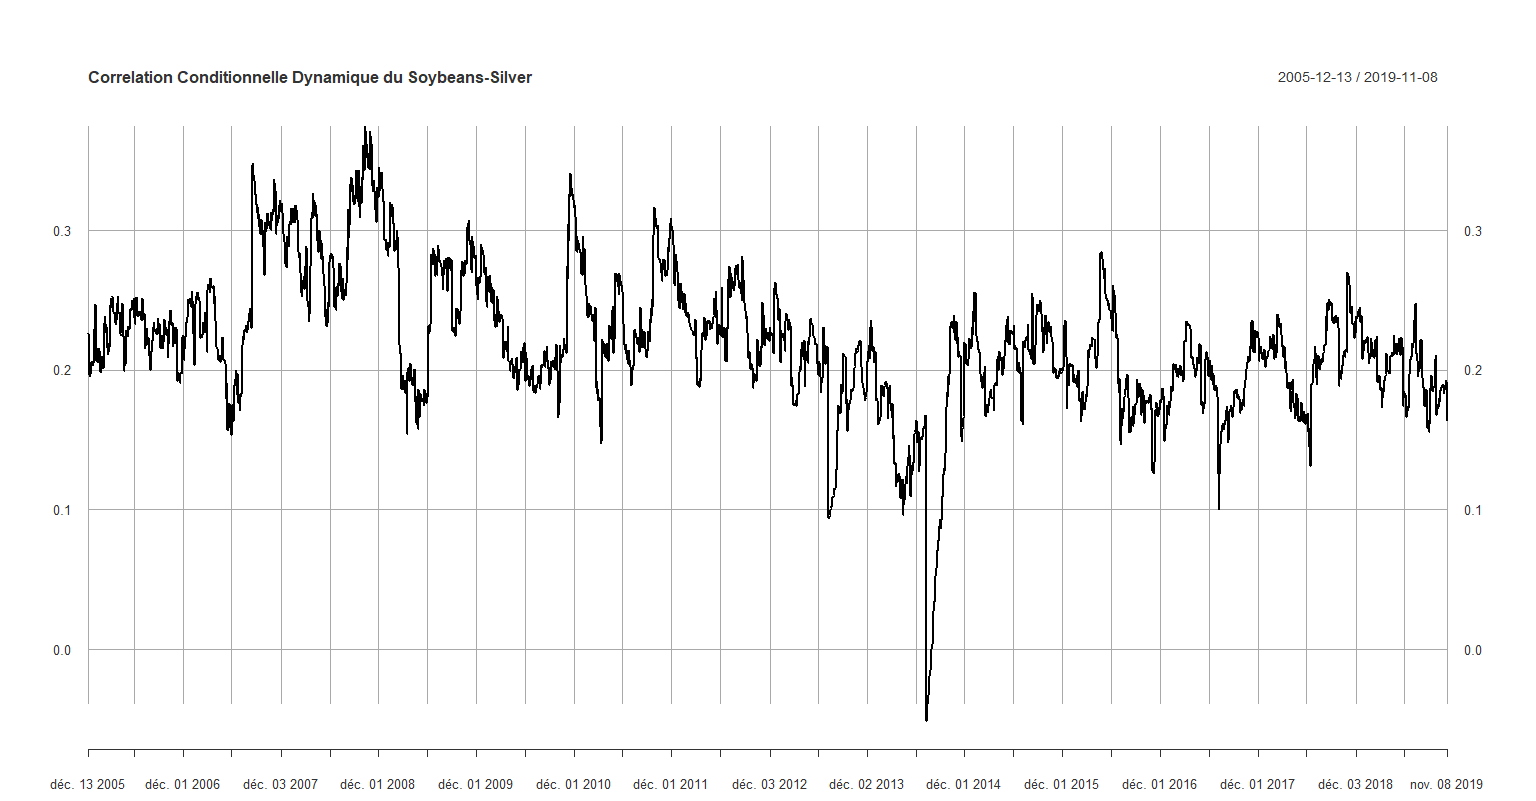 Correlation Conditionnelle Dynamique du Soybeans-Silver 2005-12-13 / 2019-11-08
0.3 0.3
0.2 0.2
0.1 0.1
0.0 0.0
déc. 13 2005 déc. 01 2006 déc. 03 2007 déc. 01 2008 déc. 01 2009 déc. 01 2010 déc. 01 2011 déc. 03 2012 déc. 02 2013 déc. 01 2014 déc. 01 2015 déc. 01 2016 déc. 01 2017 déc. 03 2018 nov. 08 2019